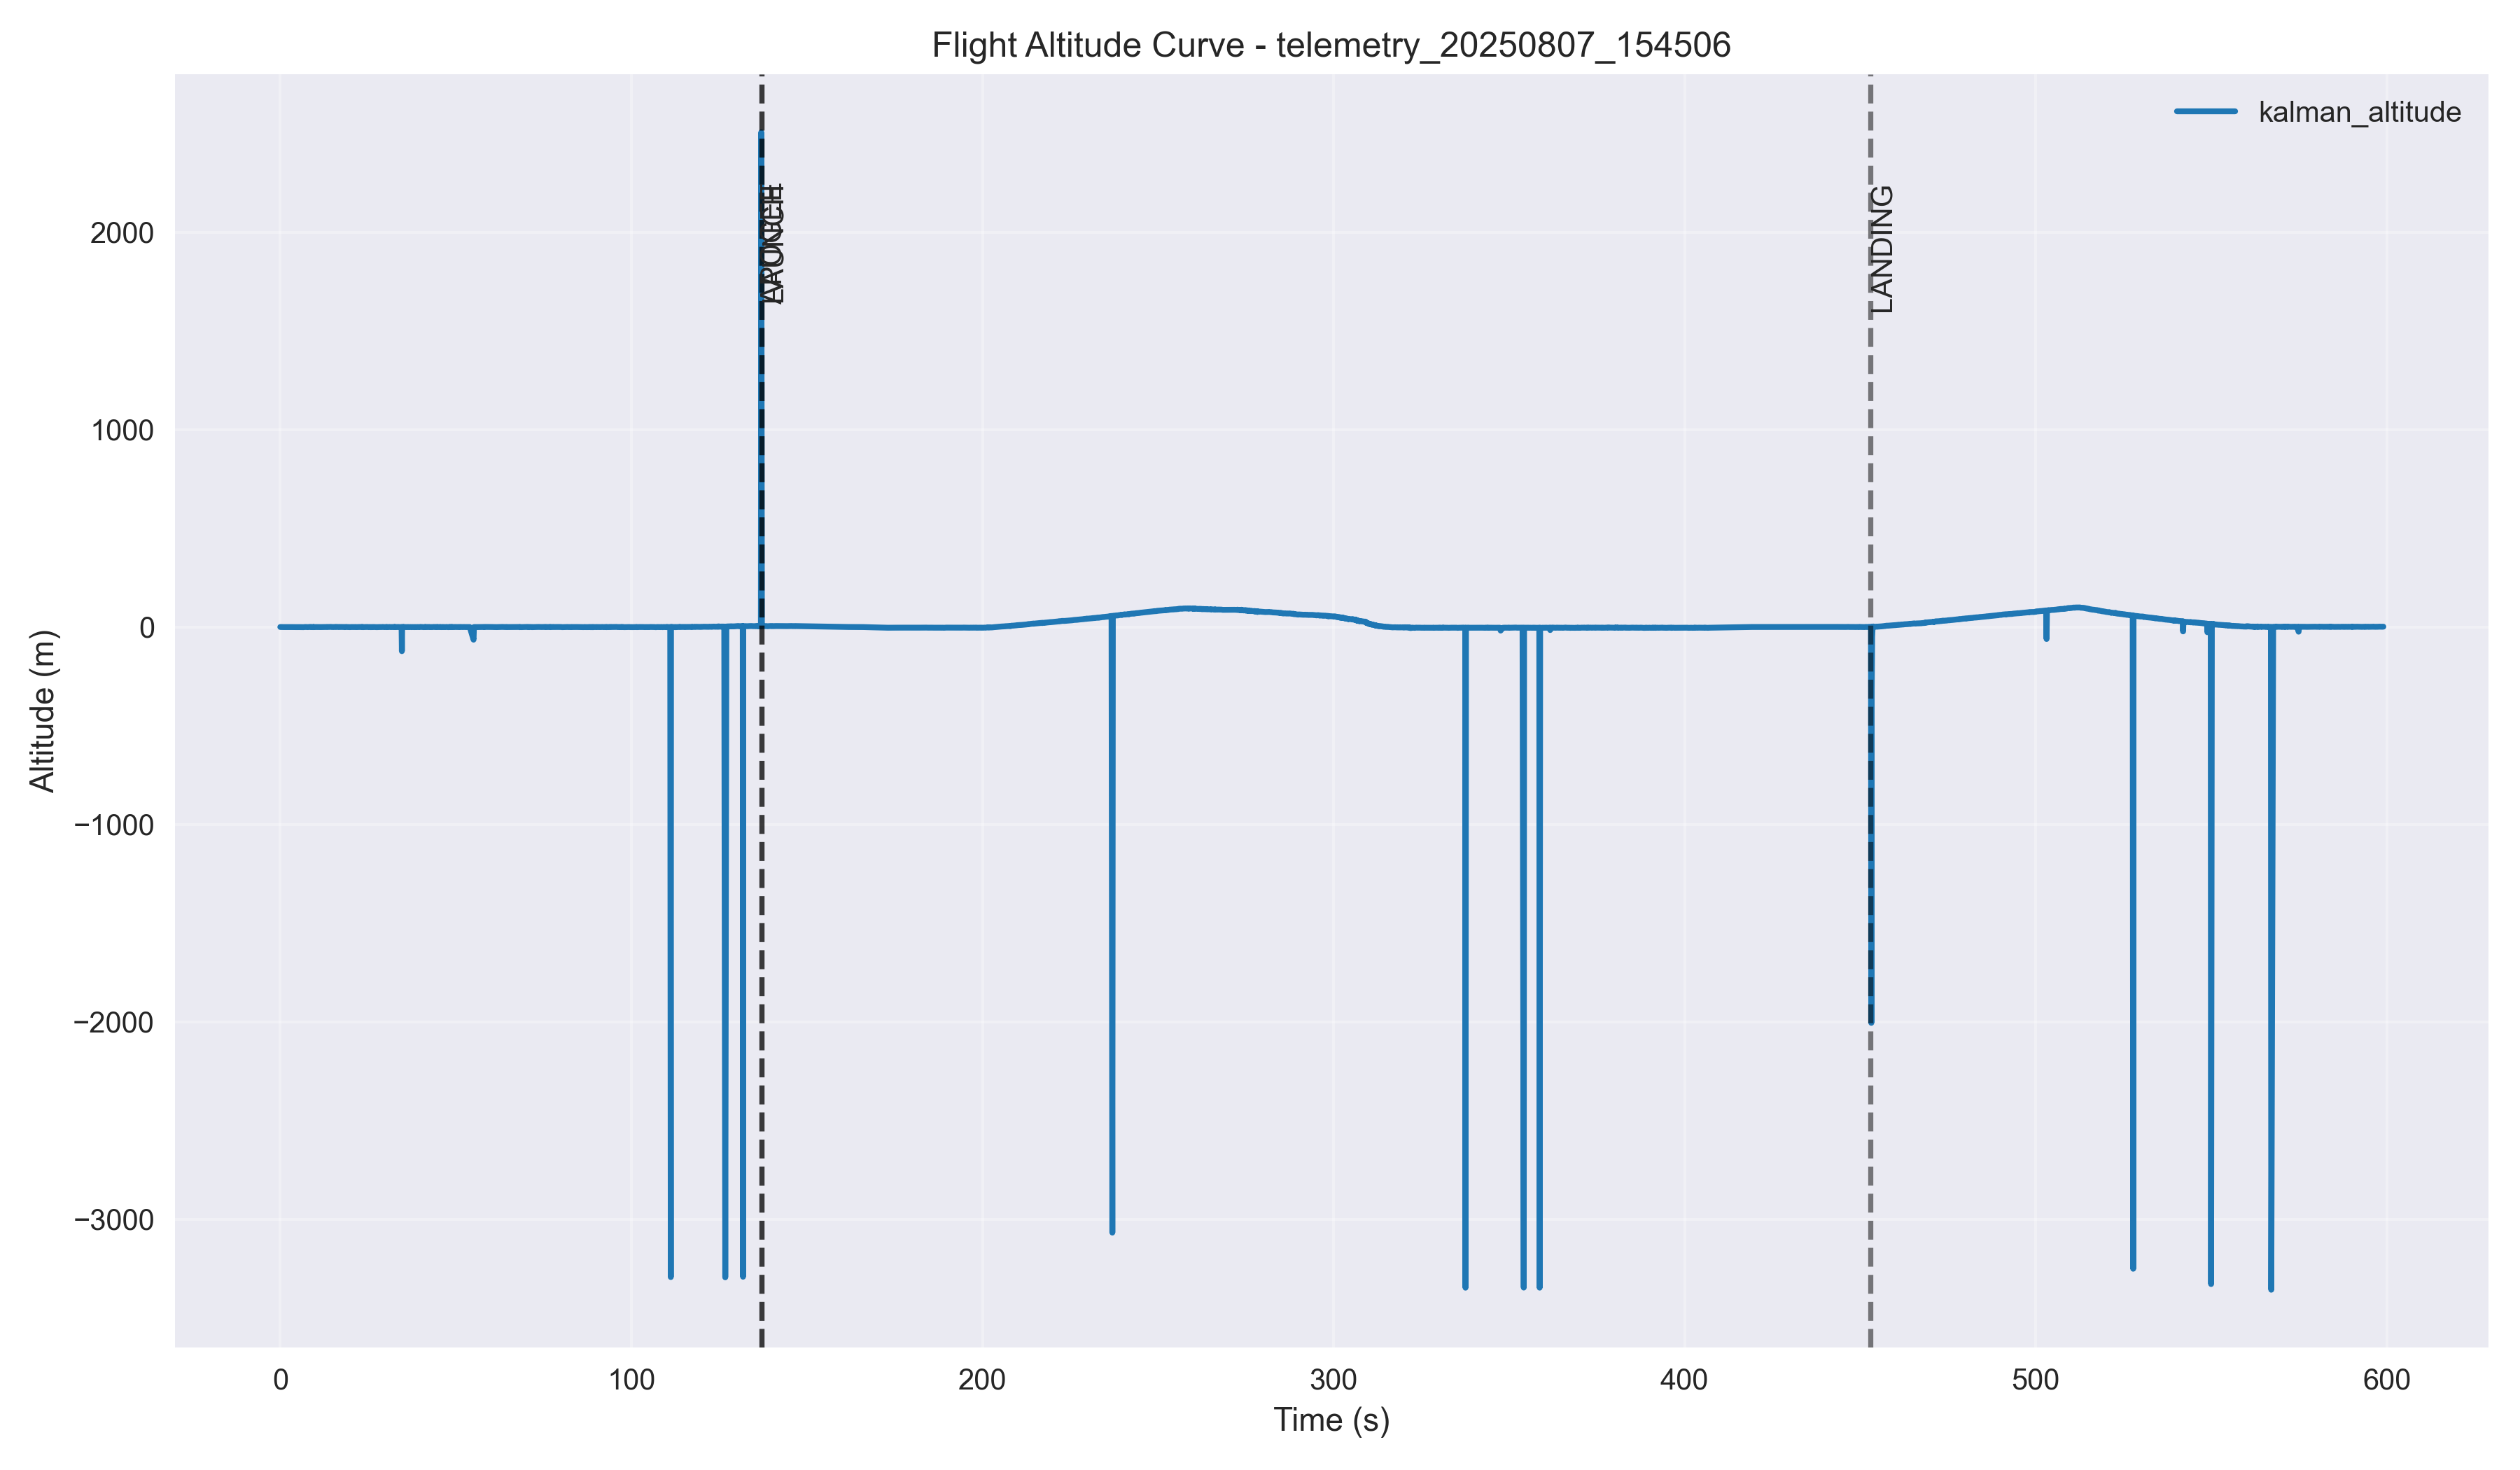 Flight Altitude Curve - telemetry_20250807_154506
kalman_altitude
LANDING
2000
1000
0
−1000
−2000
−3000
Altitude (m)
0
100
200
300
400
500
600
Time (s)